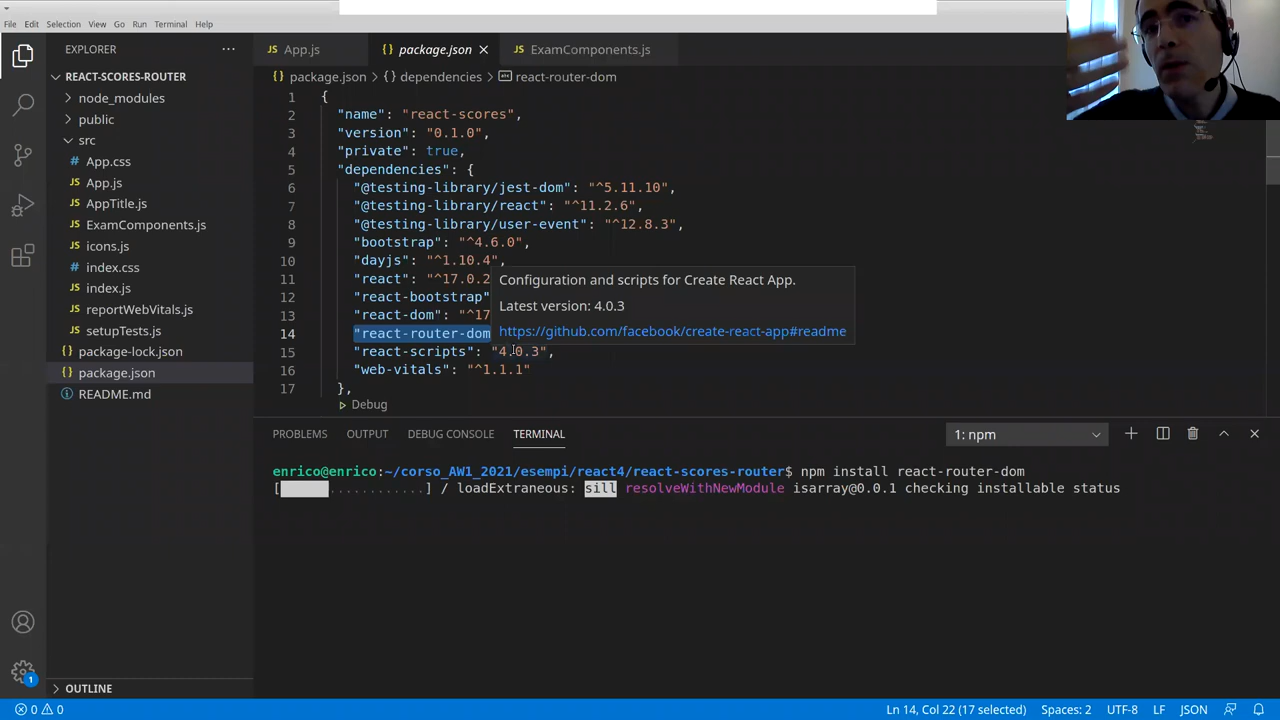 File Edit Selection View Go Run Terminal Help
EXPLORER
App.js
package.json
ExamComponents.js
REACT-SCORES-ROUTER
package.json > dependencies > react-router-dom
node_modules
public
src
App.css
App.js
AppTitle.js
ExamComponents.js
icons.js
index.css
index.js
reportWebVitals.js
setupTests.js
package-lock.json
package.json
README.md
OUTLINE
1 {
2 "name": "react-scores",
3 "version": "0.1.0",
4 "private": true,
5 "dependencies": {
6 "@testing-library/jest-dom": "^5.11.10",
7 "@testing-library/react": "^11.2.6",
8 "@testing-library/user-event": "^12.8.3",
9 "bootstrap": "^4.6.0",
10 "dayjs": "^1.10.4",
11 "react": "^17.0.2
12 "react-bootstrap"
13 "react-dom": "^17
14 "react-router-dom
15 "react-scripts": "4.0.3",
16 "web-vitals": "^1.1.1"
17 },
Debug
Configuration and scripts for Create React App.
Latest version: 4.0.3
https://github.com/facebook/create-react-app#readme
PROBLEMS OUTPUT DEBUG CONSOLE TERMINAL
1: npm
enrico@enrico:~/corso_AW1_2021/esempi/react4/react-scores-router$ npm install react-router-dom
[ ............] / loadExtraneous: sill resolveWithNewModule isarray@0.0.1 checking installable status
1
0 0
Ln 14, Col 22 (17 selected) Spaces: 2 UTF-8 LF JSON